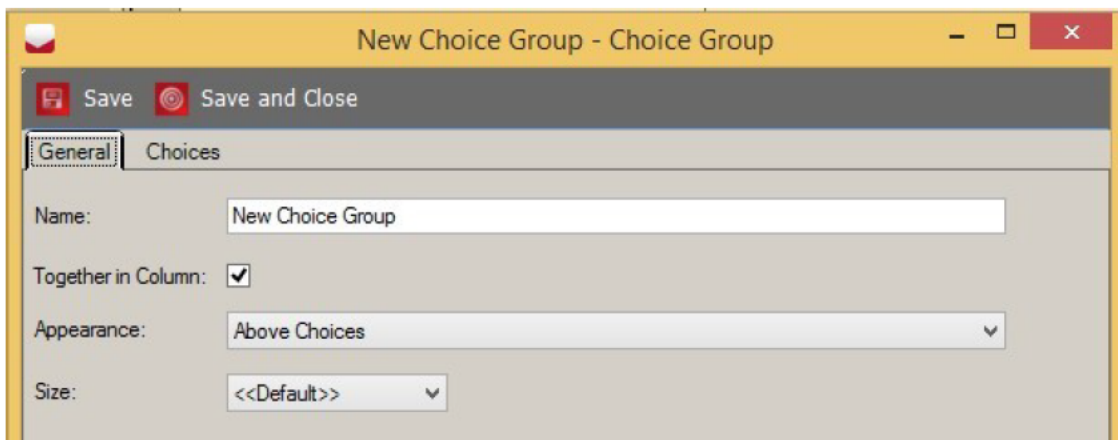 New Choice Group - Choice Group
Save Save and Close
General Choices
Name: New Choice Group
Together in Column:
Appearance: Above Choices
Size: <<Default>>